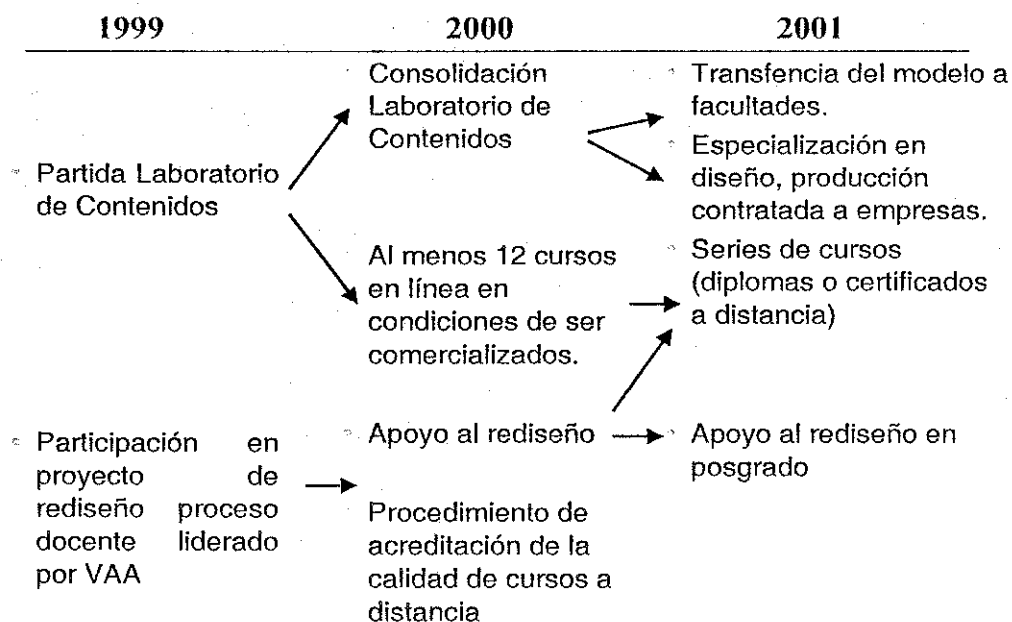 1999 2000 2001
Consolidación
Laboratorio de
Contenidos
Transfencia del modelo a
facultades.
Especialización en
diseño, producción
contratada a empresas.
Partida Laboratorio
de Contenidos
Al menos 12 cursos
en línea en
condiciones de ser
comercializados.
Series de cursos
(diplomas o certificados
a distancia)
Participación en
proyecto de
rediseño proceso
docente liderado
por VAA
Apoyo al rediseño
Procedimiento de
acreditación de la
calidad de cursos a
distancia
Apoyo al rediseño en
posgrado